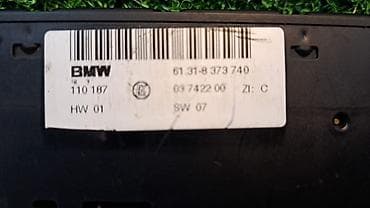 BMW 61.31-8 373 740
110 187 03 7422 00 ZI: C
HW 01 SW 07